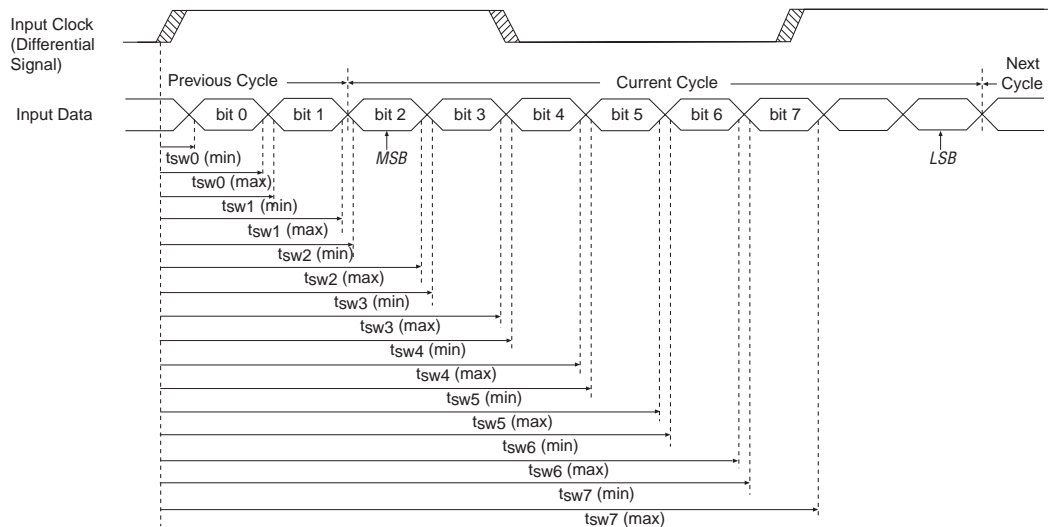 Input Clock
(Differential
Signal)
Previous Cycle
Current Cycle
Next
Cycle
Input Data
bit 0
bit 1
bit 2
bit 3
bit 4
bit 5
bit 6
bit 7
MSB
LSB
tsw0 (min)
tsw0 (max)
tsw1 (min)
tsw1 (max)
tsw2 (min)
tsw2 (max)
tsw3 (min)
tsw3 (max)
tsw4 (min)
tsw4 (max)
tsw5 (min)
tsw5 (max)
tsw6 (min)
tsw6 (max)
tsw7 (min)
tsw7 (max)